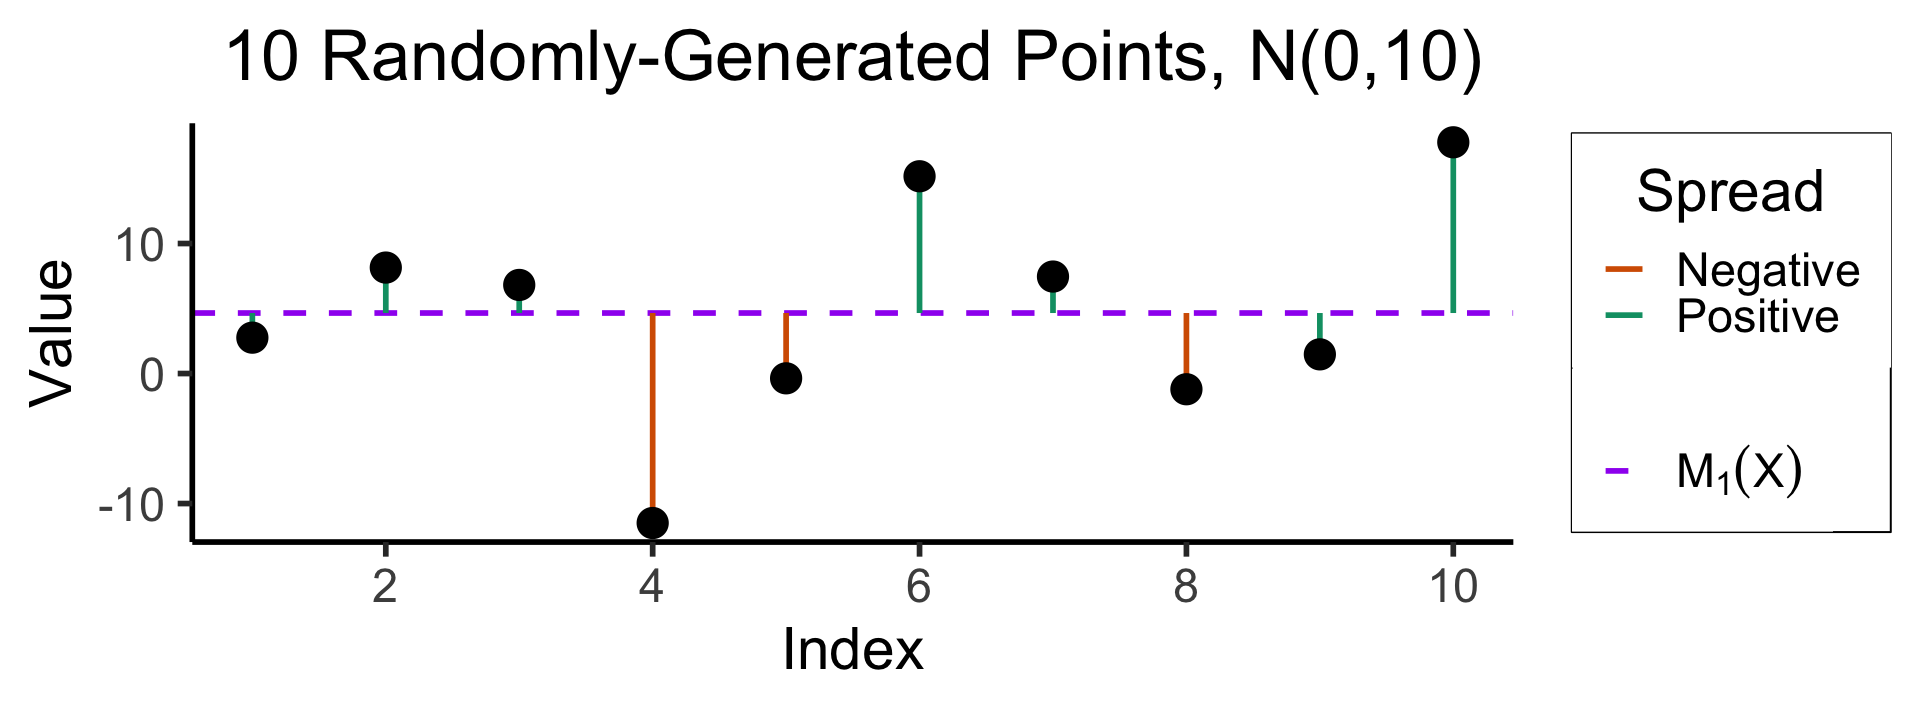 10 Randomly-Generated Points, N(0,10)
Value
10
0
-10
2 4 6 8 10
Index
Spread
Negative
Positive
M₁(X)